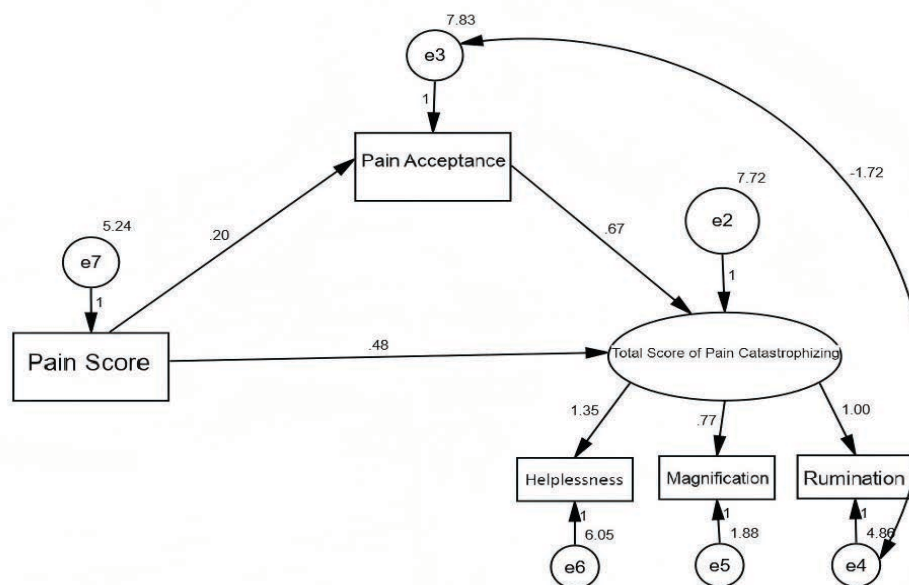 7.83
e3
1
Pain Acceptance
-1.72
7.72
e2
5.24
e7
.20
.67
1
1
Pain Score
.48
Total Score of Pain Catastrophizing
1.35
.77
1.00
Helplessness
Magnification
Rumination
1
1
1
6.05
1.88
4.86
e6
e5
e4